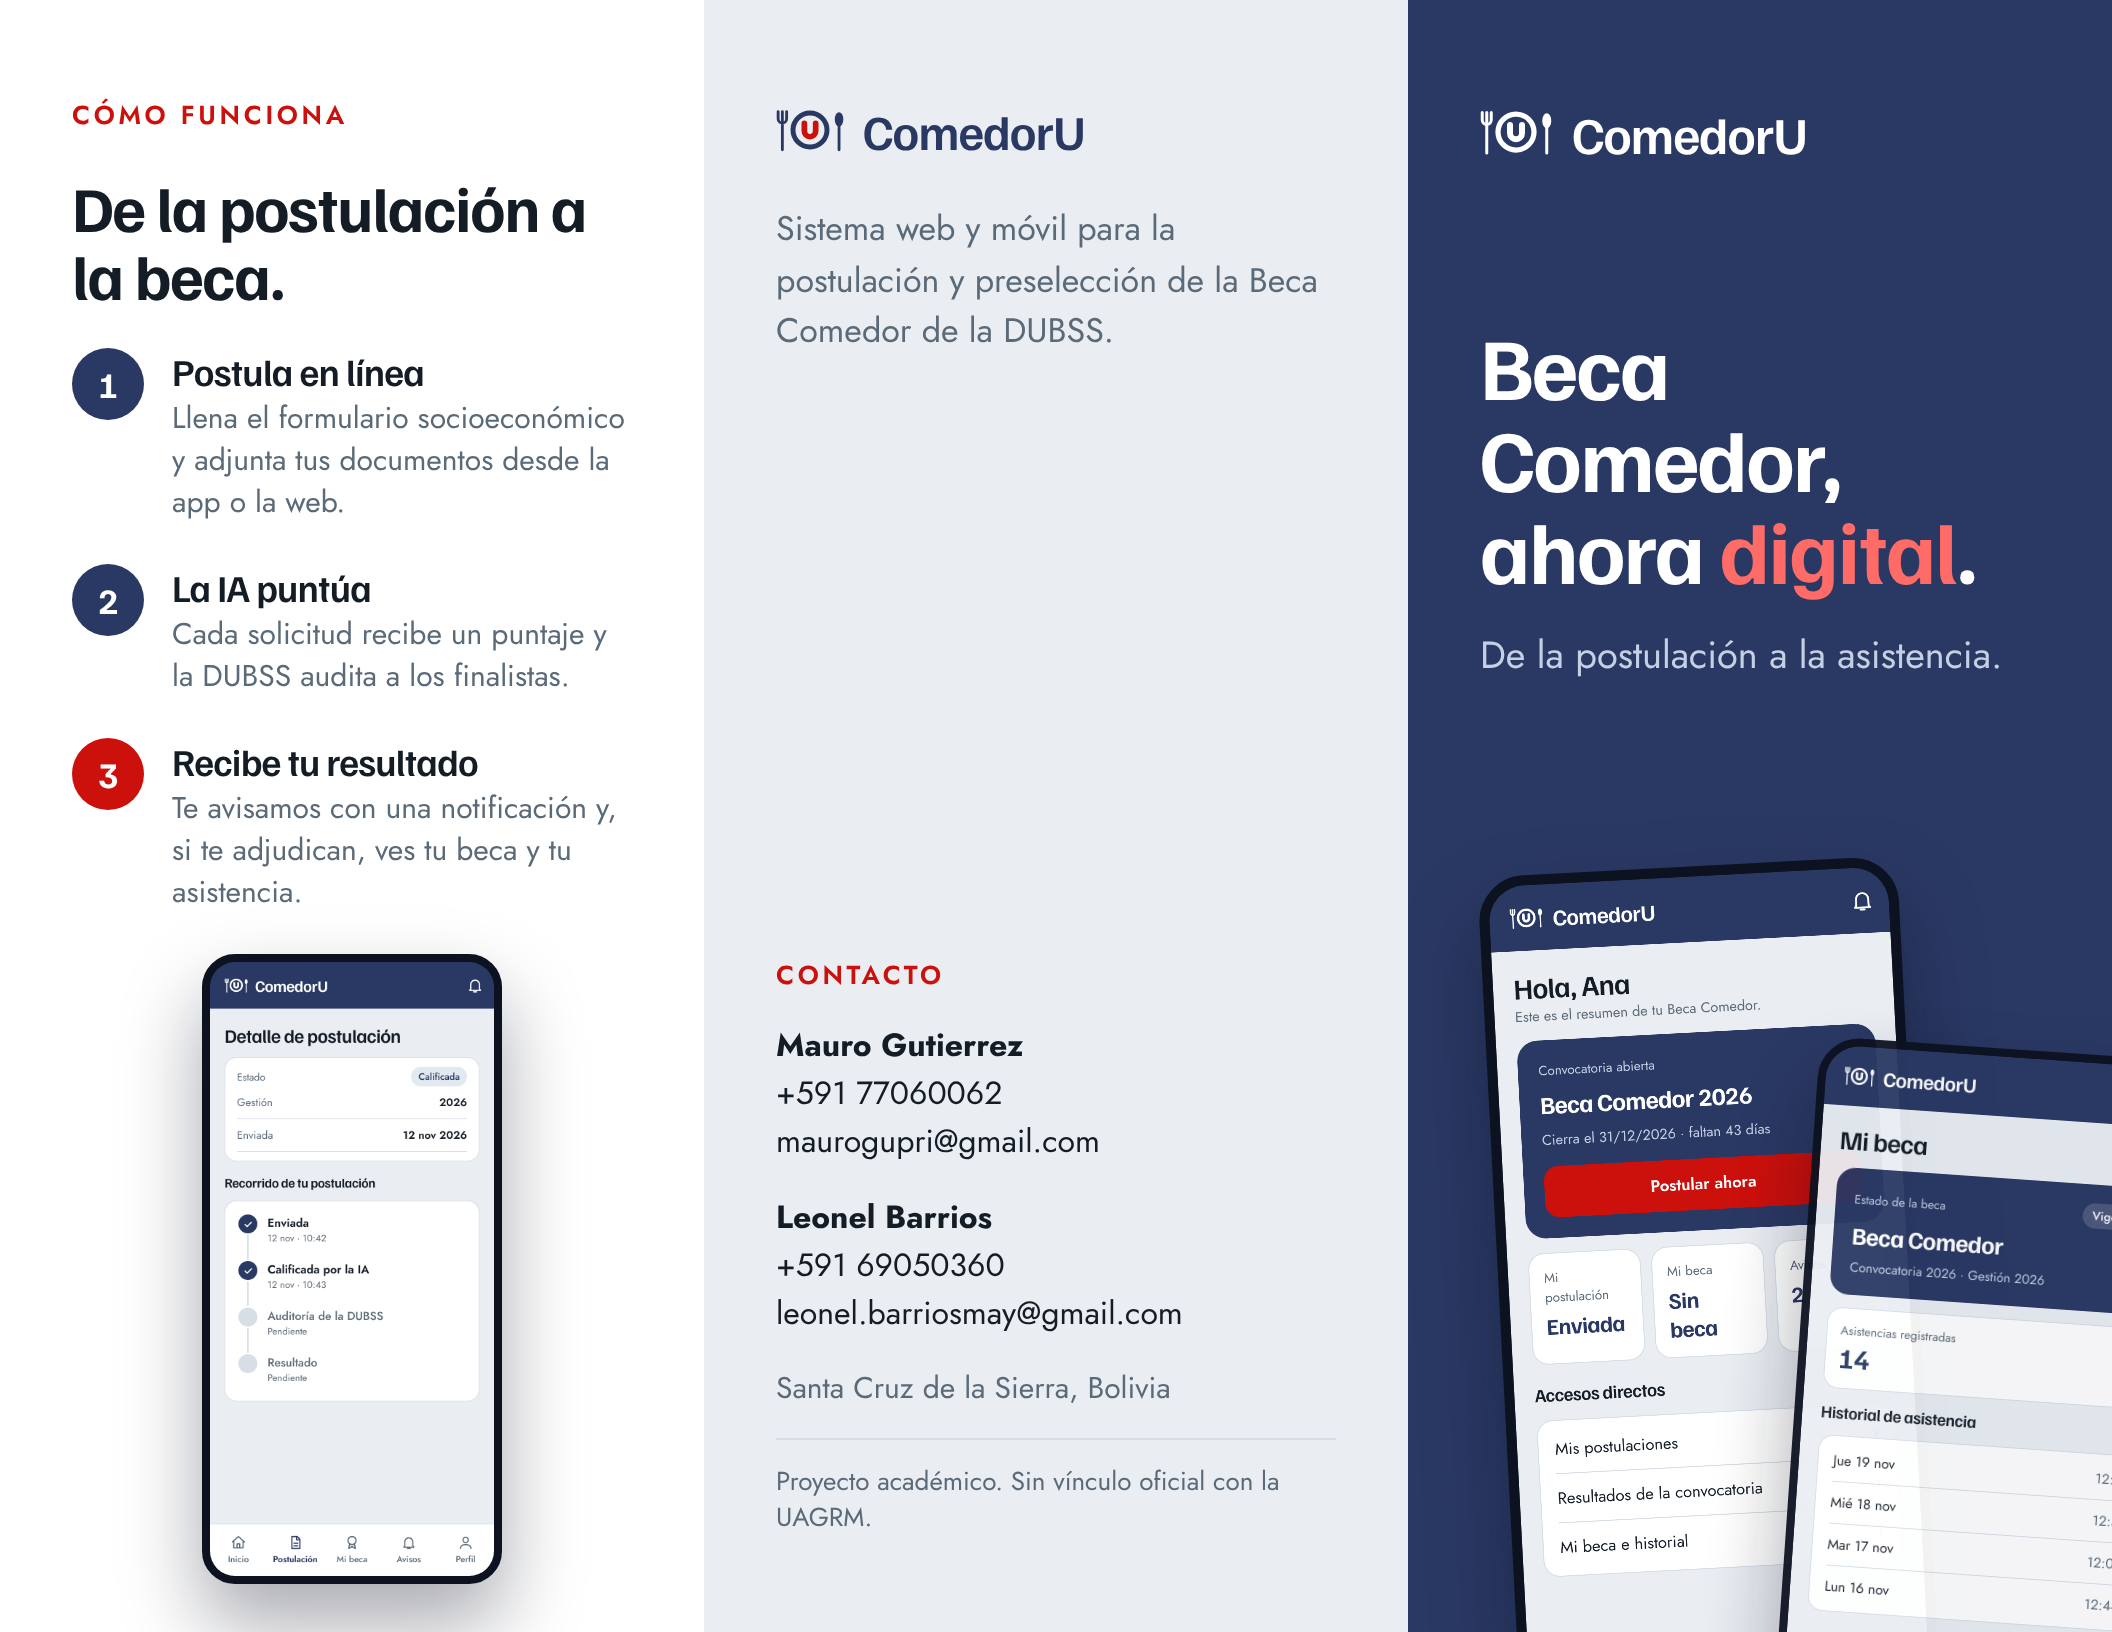 CÓMO FUNCIONA
De la postulación a
la beca.
1
Postula en línea
Llena el formulario socioeconómico
y adjunta tus documentos desde la
app o la web.
2
La IA puntúa
Cada solicitud recibe un puntaje y
la DUBSS audita a los finalistas.
3
Recibe tu resultado
Te avisamos con una notificación y,
si te adjudican, ves tu beca y tu
asistencia.
ComedorU
Detalle de postulación
Estado Calificada
Gestión 2026
Enviada 12 nov 2026
Recorrido de tu postulación
Enviada
12 nov · 10:42
Calificada por la IA
12 nov · 10:43
Auditoría de la DUBSS
Pendiente
Resultado
Pendiente
Inicio Postulación Mi beca Avisos Perfil
U ComedorU
Sistema web y móvil para la
postulación y preselección de la Beca
Comedor de la DUBSS.
CONTACTO
Mauro Gutierrez
+591 77060062
maurogupri@gmail.com
Leonel Barrios
+591 69050360
leonel.barriosmay@gmail.com
Santa Cruz de la Sierra, Bolivia
Proyecto académico. Sin vínculo oficial con la
UAGRM.
U ComedorU
Beca
Comedor,
ahora digital.
De la postulación a la asistencia.
U ComedorU
Hola, Ana
Este es el resumen de tu Beca Comedor.
Convocatoria abierta
Beca Comedor 2026
Cierra el 31/12/2026 · faltan 43 días
Postular ahora
Mi
postulación
Enviada
Mi beca
Sin
beca
Av
2
Accesos directos
Mis postulaciones
Resultados de la convocatoria
Mi beca e historial
U ComedorU
Mi beca
Estado de la beca
Vig
Beca Comedor
Convocatoria 2026 · Gestión 2026
Asistencias registradas
14
Historial de asistencia
Jue 19 nov 12:
Mié 18 nov 12:
Mar 17 nov 12:0
Lun 16 nov 12:4